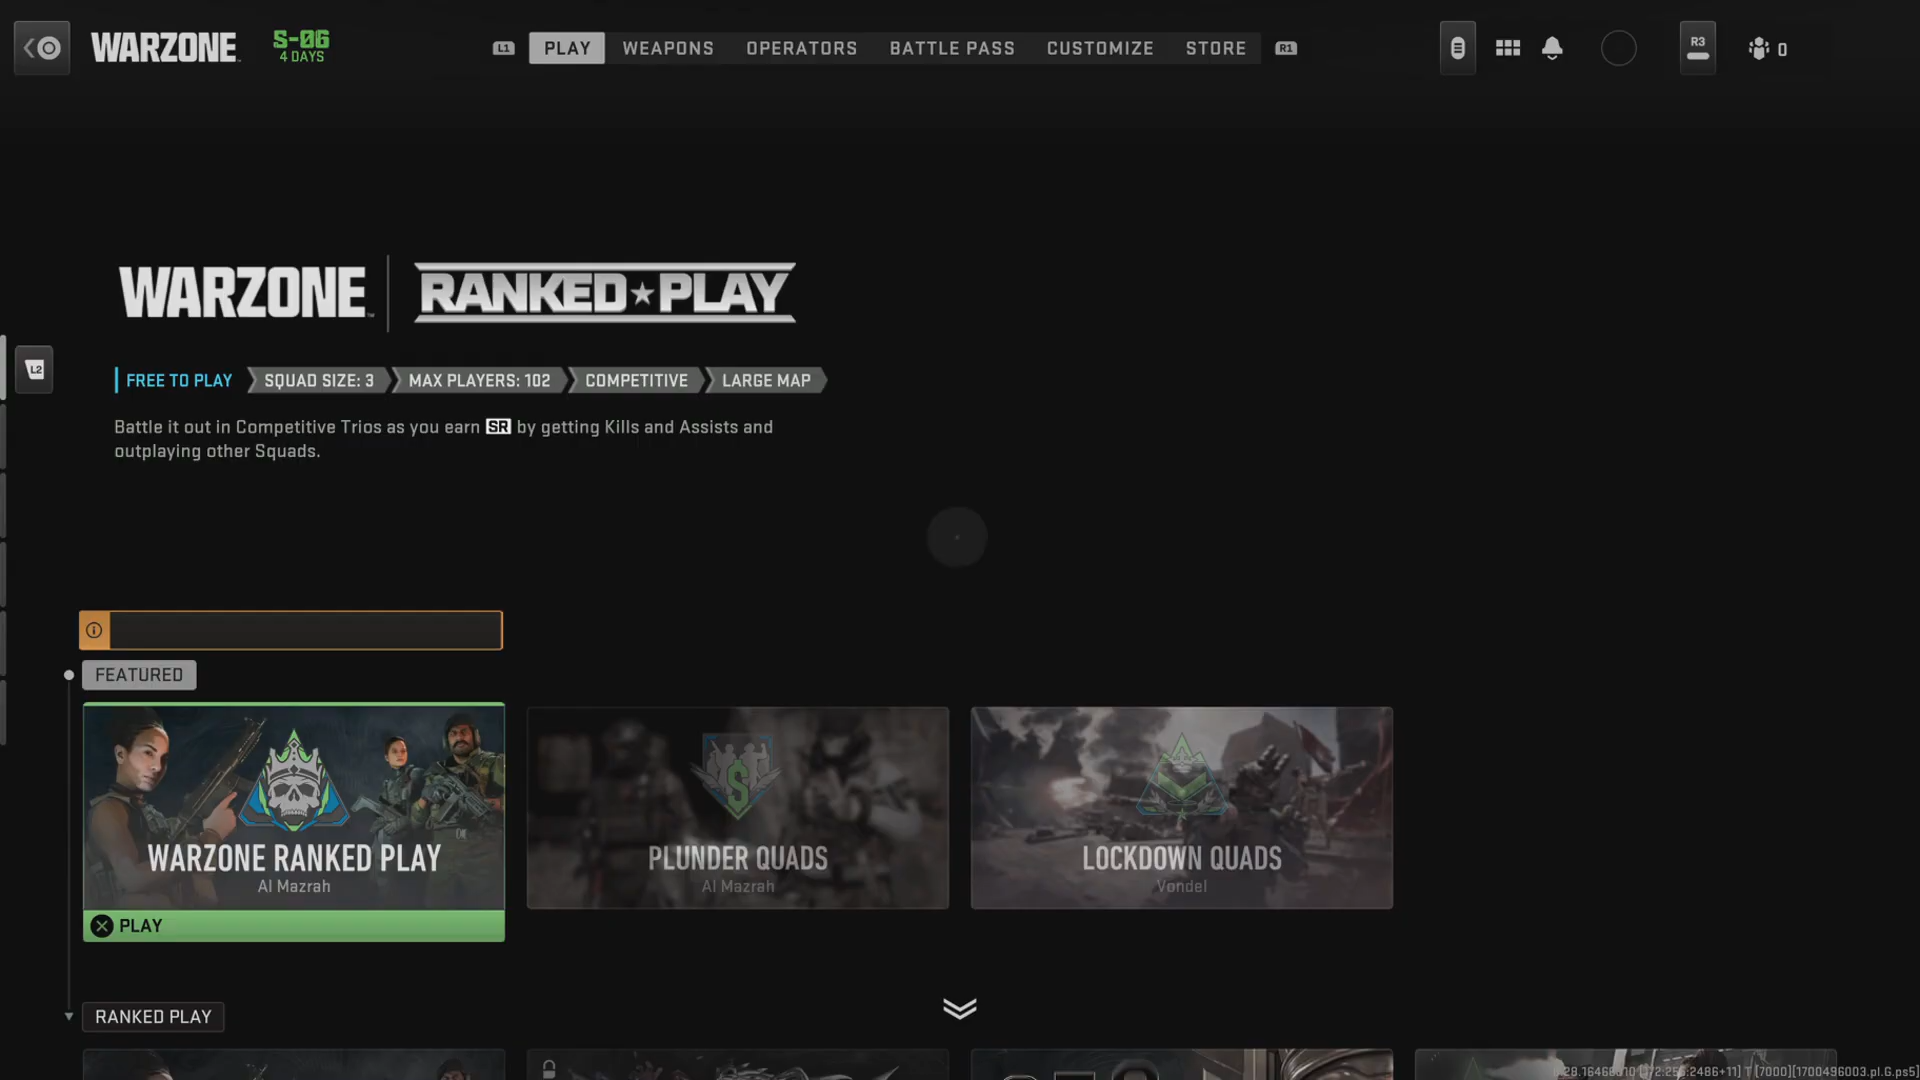 WARZONE
S-06
4 DAYS
L1 PLAY WEAPONS OPERATORS BATTLE PASS CUSTOMIZE STORE R1
R3
0
WARZONE RANKED PLAY
L2
FREE TO PLAY SQUAD SIZE: 3 MAX PLAYERS: 102 COMPETITIVE LARGE MAP
Battle it out in Competitive Trios as you earn SR by getting Kills and Assists and
outplaying other Squads.
FEATURED
WARZONE RANKED PLAY
Al Mazrah
PLAY
PLUNDER QUADS
Al Mazrah
LOCKDOWN QUADS
Vondel
RANKED PLAY